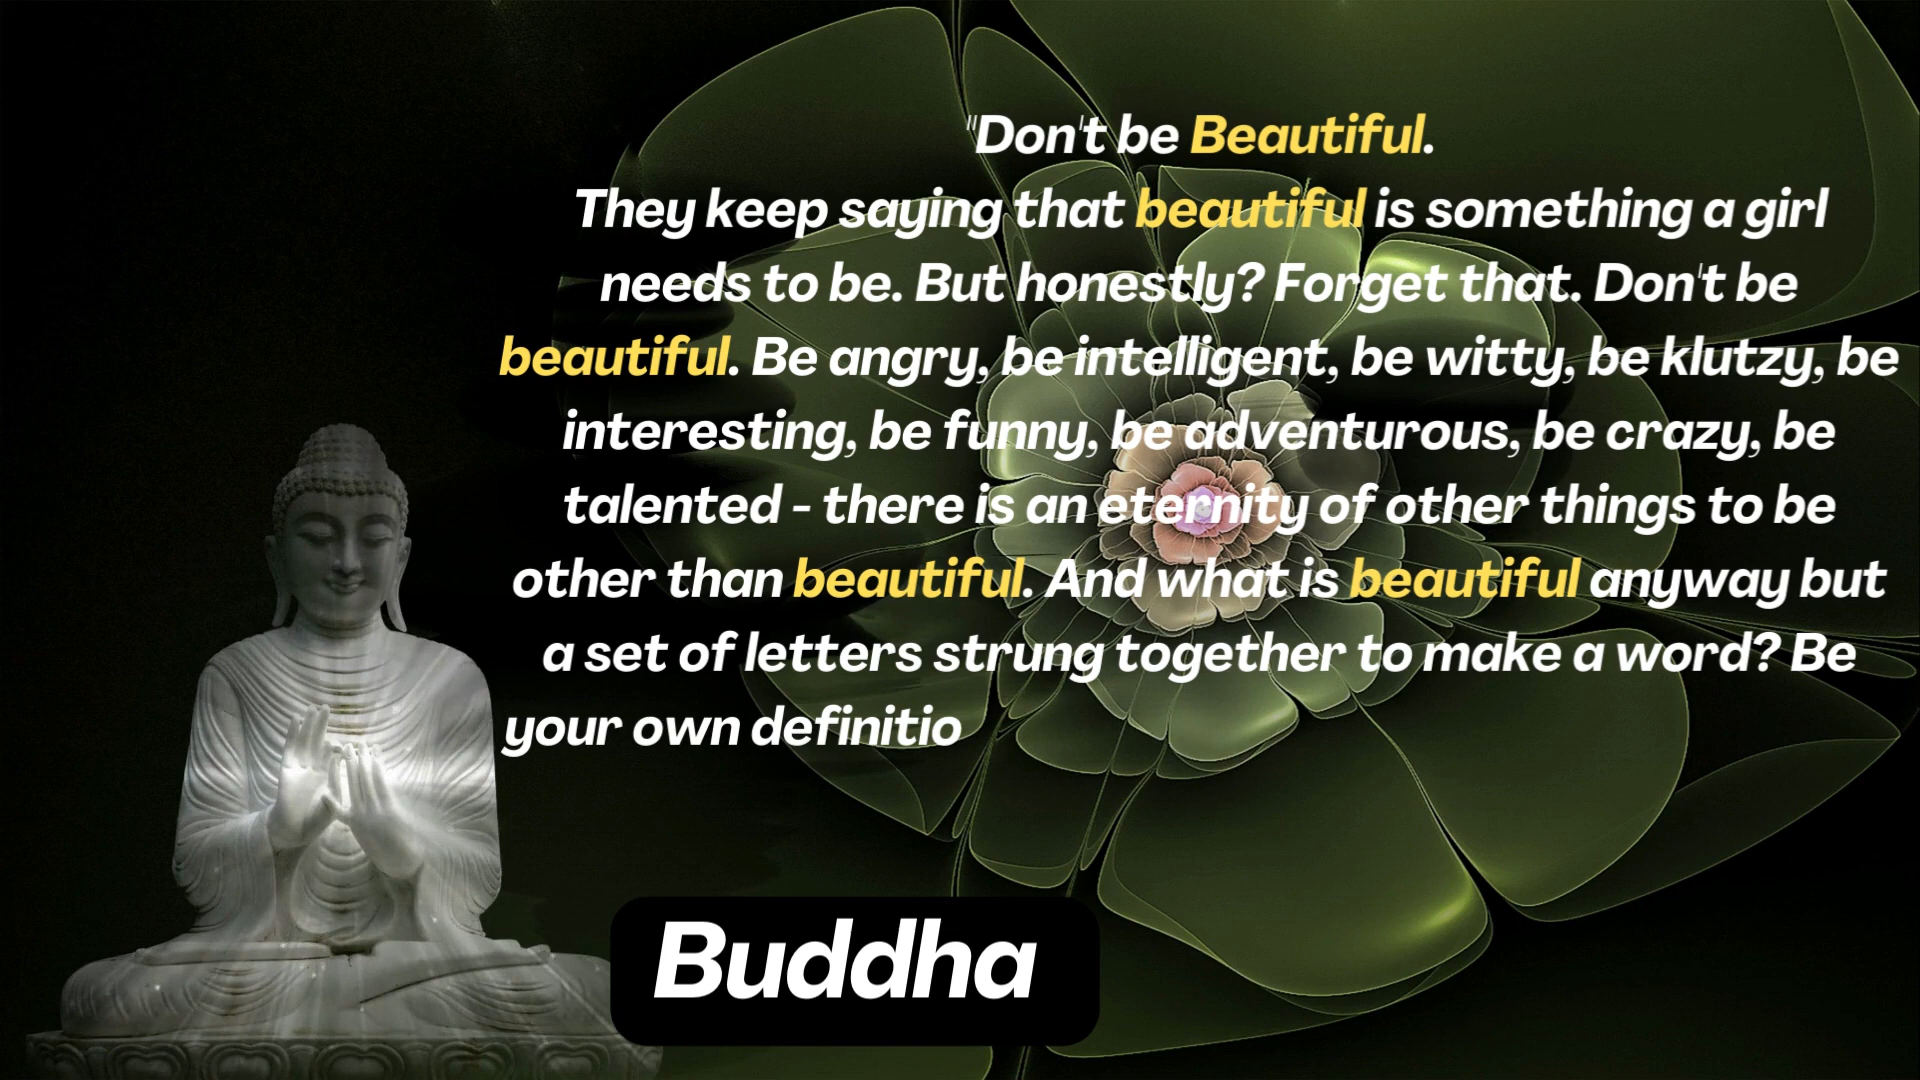 "Don't be Beautiful.
They keep saying that beautiful is something a girl
needs to be. But honestly? Forget that. Don't be
beautiful. Be angry, be intelligent, be witty, be klutzy, be
interesting, be funny, be adventurous, be crazy, be
talented - there is an eternity of other things to be
other than beautiful. And what is beautiful anyway but
a set of letters strung together to make a word? Be
your own definitio
Buddha